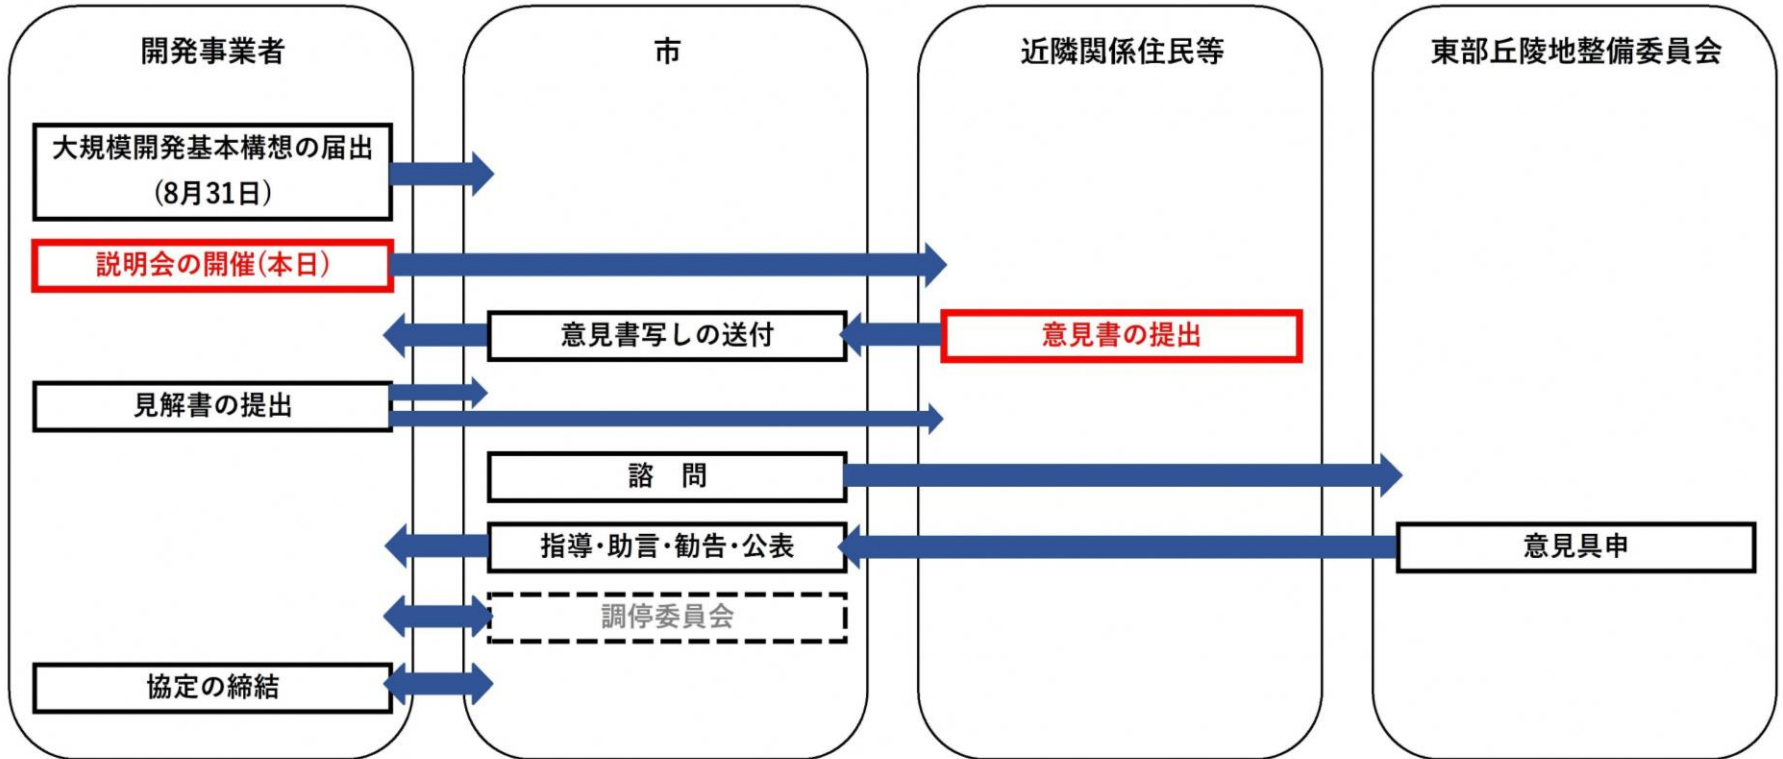 開発事業者
市
近隣関係住民等
東部丘陵地整備委員会
大規模開発基本構想の届出
(8月31日)
説明会の開催(本日)
意見書写しの送付
意見書の提出
見解書の提出
諮　問
指導・助言・勧告・公表
意見具申
調停委員会
協定の締結